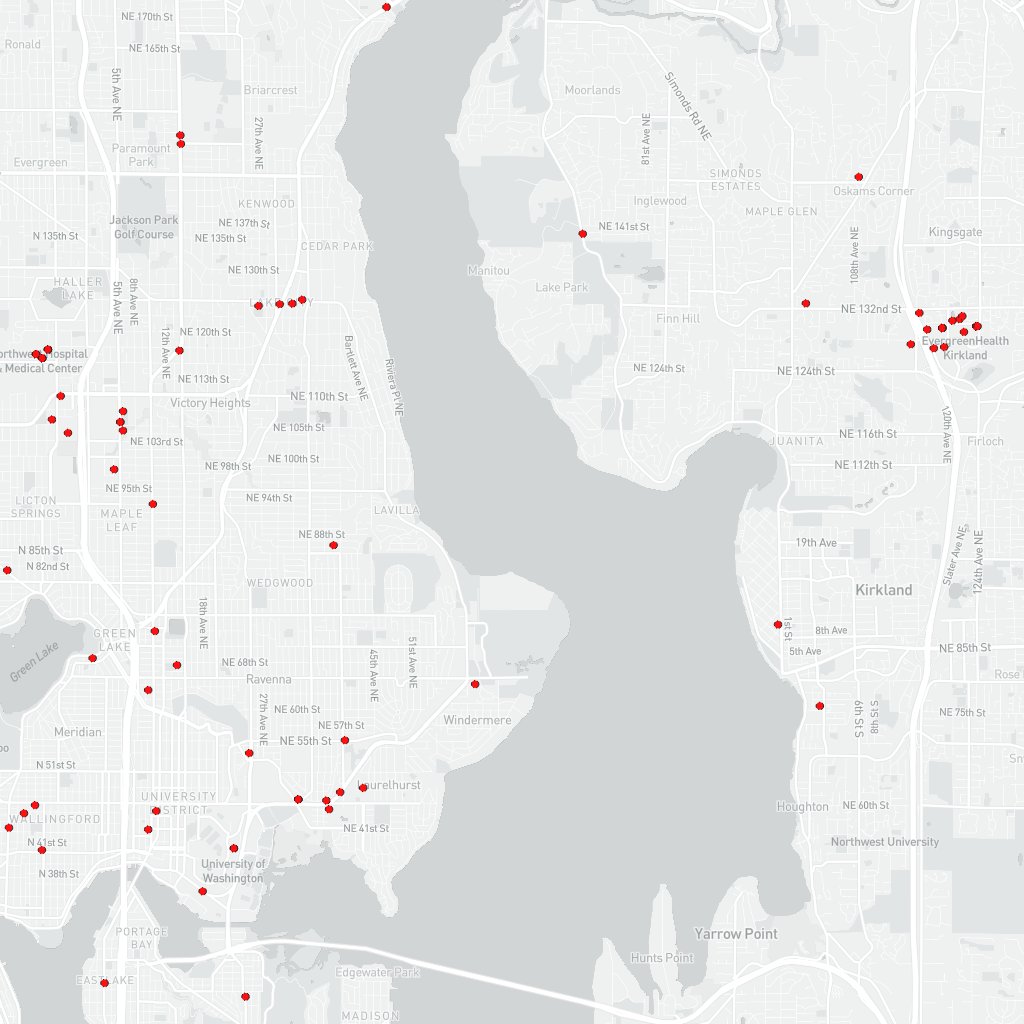 NE 170th St
Ronald
NE 165th St
5th Ave NE
Briarcrest
Moorlands
Simonds Rd NE
81st Ave NE
27th Ave NE
Paramount
Park
Evergreen
SIMONDS
ESTATES
Oskams Corner
Inglewood
KENWOOD
MAPLE GLEN
Jackson Park
Golf Course
NE 137th St
NE 141st St
N 135th St
NE 135th St
Kingsgate
CEDAR PARK
108th Ave NE
NE 130th St
Manitou
HALLER
LAKE
8th Ave NE
5th Ave NE
Lake Park
NE 132nd St
Finn Hill
NE 120th St
12th Ave NE
EvergreenHealth
Kirkland
Hospital
& Medical Center
Bartlett Ave NE
Riviera Pl NE
NE 124th St
NE 124th St
NE 113th St
NE 110th St
Victory Heights
120th Ave NE
NE 105th St
NE 116th St
NE 103rd St
JUANITA
Firloch
NE 100th St
NE 98th St
NE 112th St
NE 95th St
NE 94th St
LICTON
SPRINGS
MAPLE
LEAF
LAVILLA
NE 88th St
19th Ave
Slater Ave NE
124th Ave NE
N 85th St
N 82nd St
WEDGWOOD
Kirkland
18th Ave NE
1st St
8th Ave
GREEN
LAKE
Green Lake
51st Ave NE
45th Ave NE
5th Ave
NE 85th St
NE 68th St
Ravenna
27th Ave NE
NE 60th St
Windermere
6th St S
8th St S
NE 75th St
NE 57th St
NE 55th St
Meridian
N 51st St
Laurelhurst
UNIVERSITY
DISTRICT
Houghton
NE 60th St
WALLINGFORD
NE 41st St
N 41st St
Northwest University
University of
Washington
N 38th St
PORTAGE
BAY
Yarrow Point
Hunts Point
EASTLAKE
Edgewater Park
MADISON